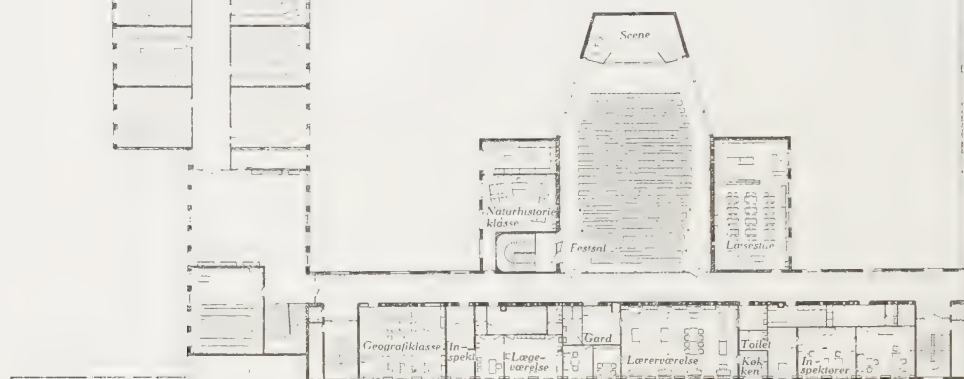 Scene
Naturhistorie
klasse
Festsal
Læsestue
Geografiklasse
In-
spekt
Læge-
værelse
Gard
Lærerværelse
Toilet
Køk-
ken
In-
spektører